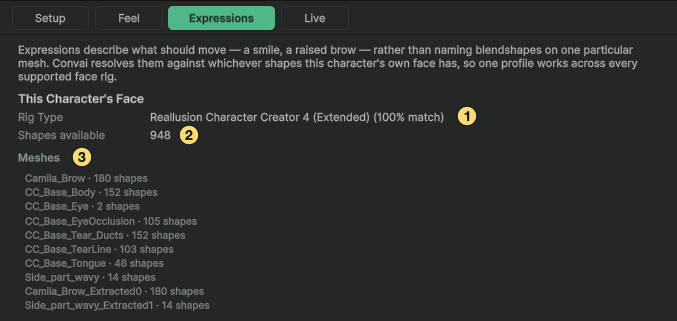 Setup
Feel
Expressions
Live
Expressions describe what should move — a smile, a raised brow — rather than naming blendshapes on one particular
mesh. Convai resolves them against whichever shapes this character's own face has, so one profile works across every
supported face rig.
This Character's Face
Rig Type Reallusion Character Creator 4 (Extended) (100% match) 1
Shapes available 948 2
Meshes 3
Camila_Brow · 180 shapes
CC_Base_Body · 152 shapes
CC_Base_Eye · 2 shapes
CC_Base_EyeOcclusion · 105 shapes
CC_Base_Tear_Ducts · 152 shapes
CC_Base_TearLine · 103 shapes
CC_Base_Tongue · 46 shapes
Side_part_wavy · 14 shapes
Camila_Brow_Extracted0 · 180 shapes
Side_part_wavy_Extracted1 · 14 shapes